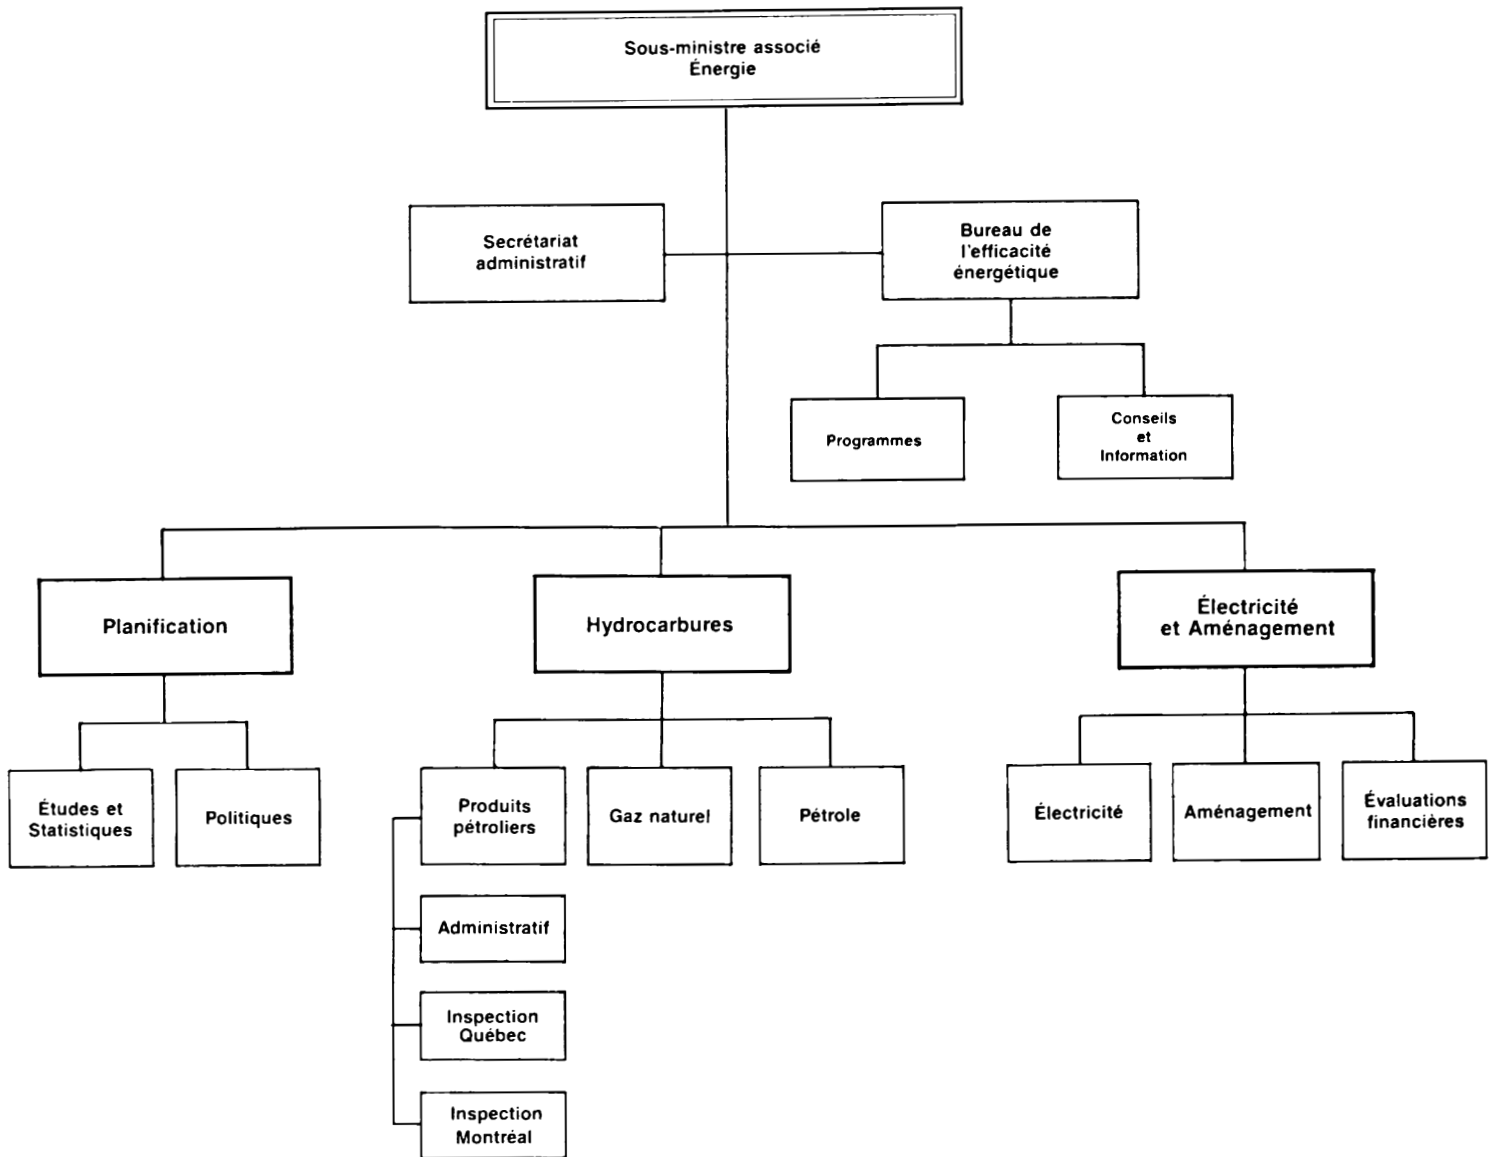 Sous-ministre associé
Énergie
Secrétariat
administratif
Bureau de
l'efficacité
énergétique
Programmes
Conseils
et
Information
Planification
Hydrocarbures
Électricité
et Aménagement
Études et
Statistiques
Politiques
Produits
pétroliers
Gaz naturel
Pétrole
Électricité
Aménagement
Évaluations
financières
Administratif
Inspection
Québec
Inspection
Montréal